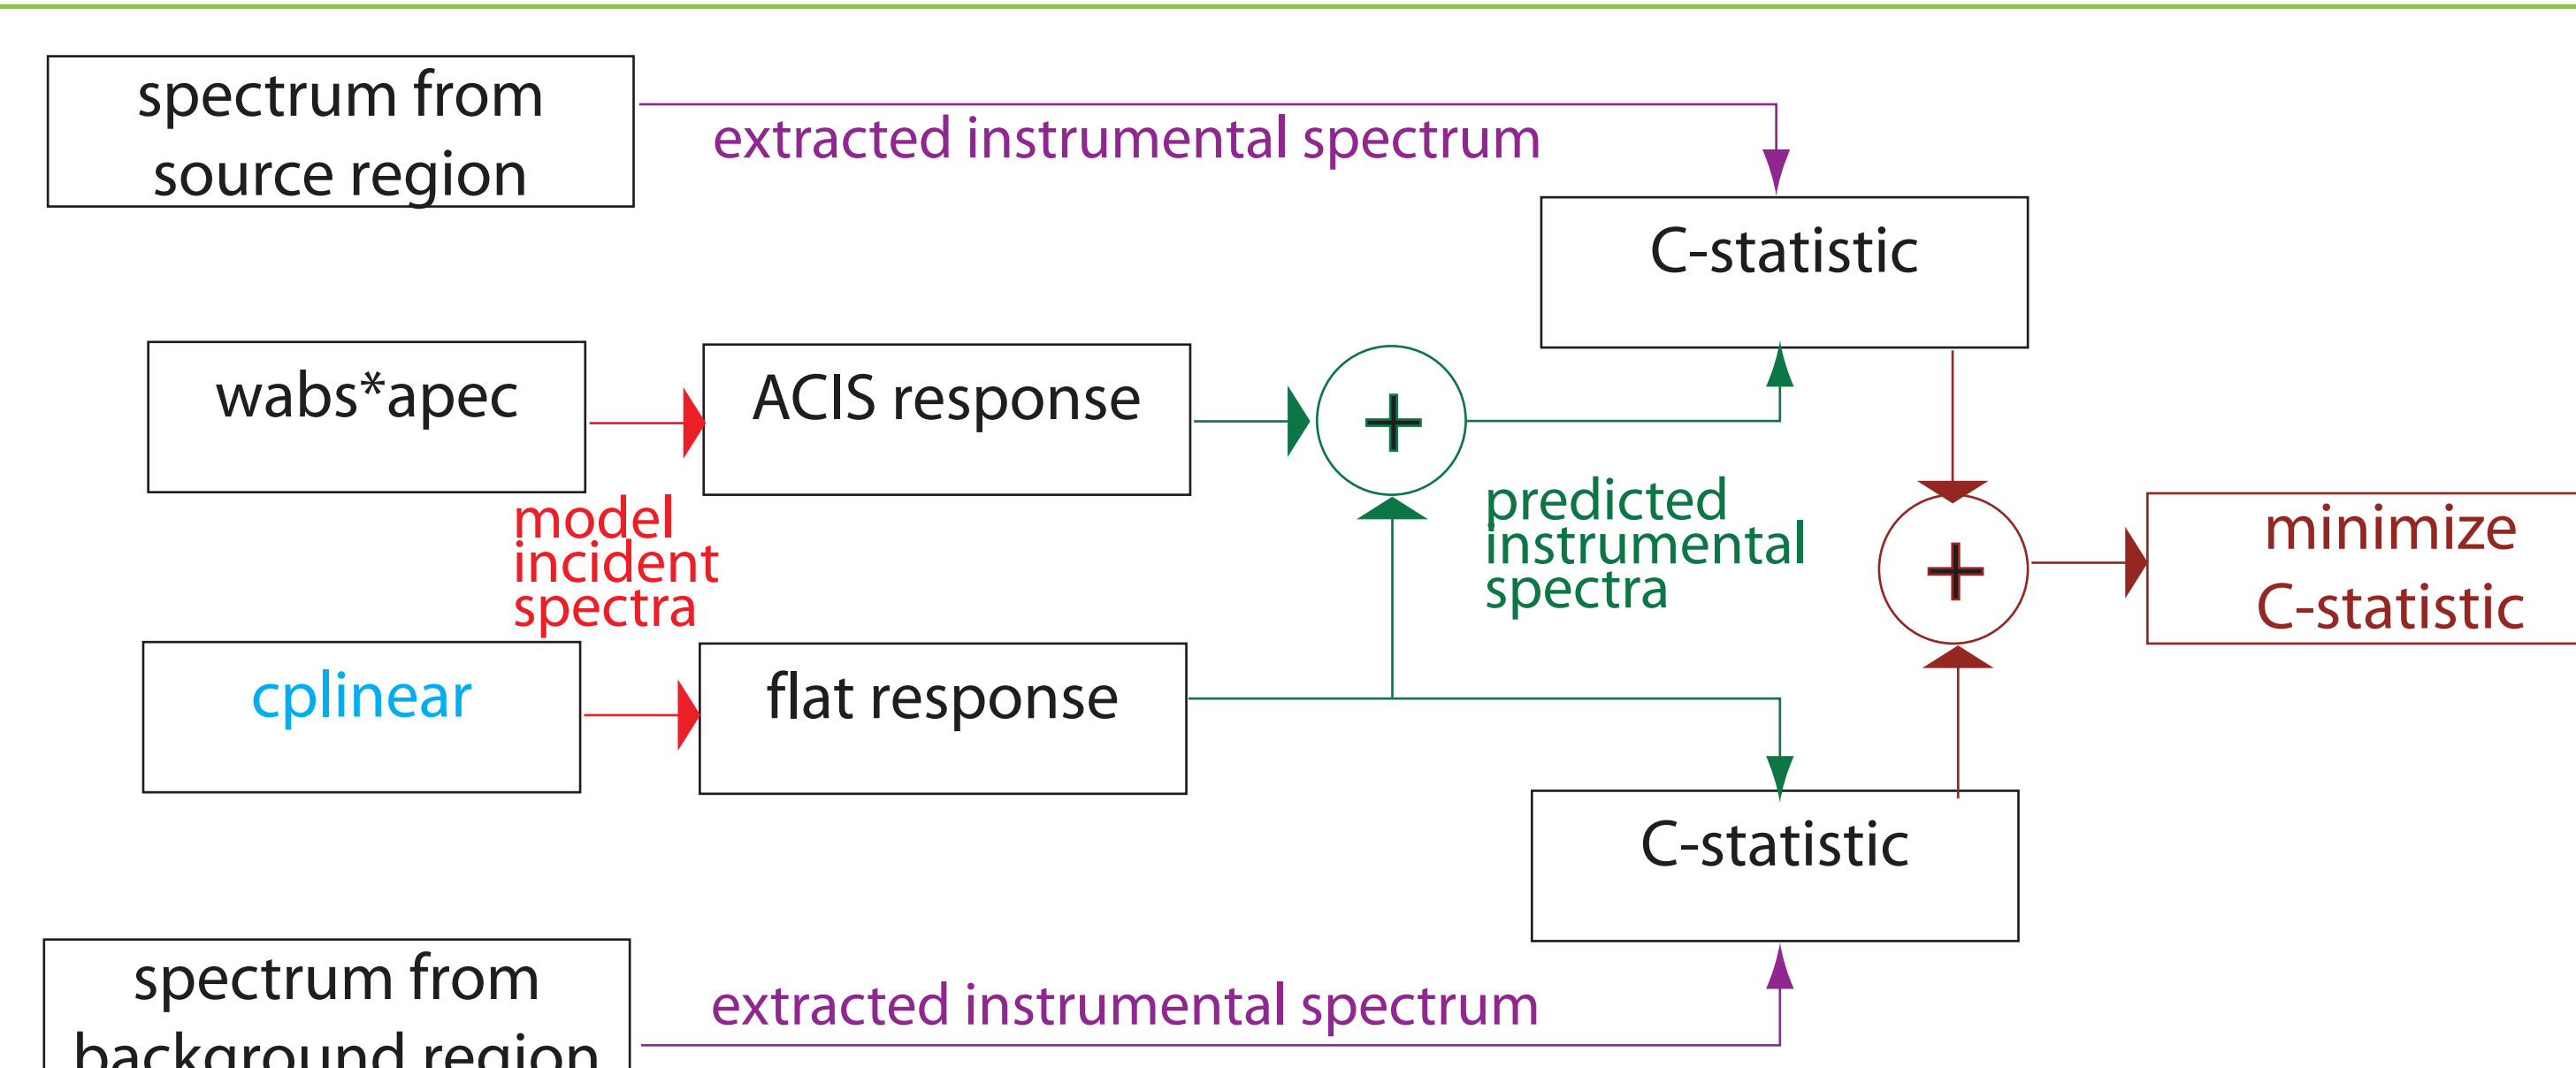 spectrum from
source region
extracted instrumental spectrum
C-statistic
wabs*apec
ACIS response
+
model
incident
spectra
predicted
instrumental
spectra
+
minimize
C-statistic
cplinear
flat response
C-statistic
spectrum from
background region
extracted instrumental spectrum